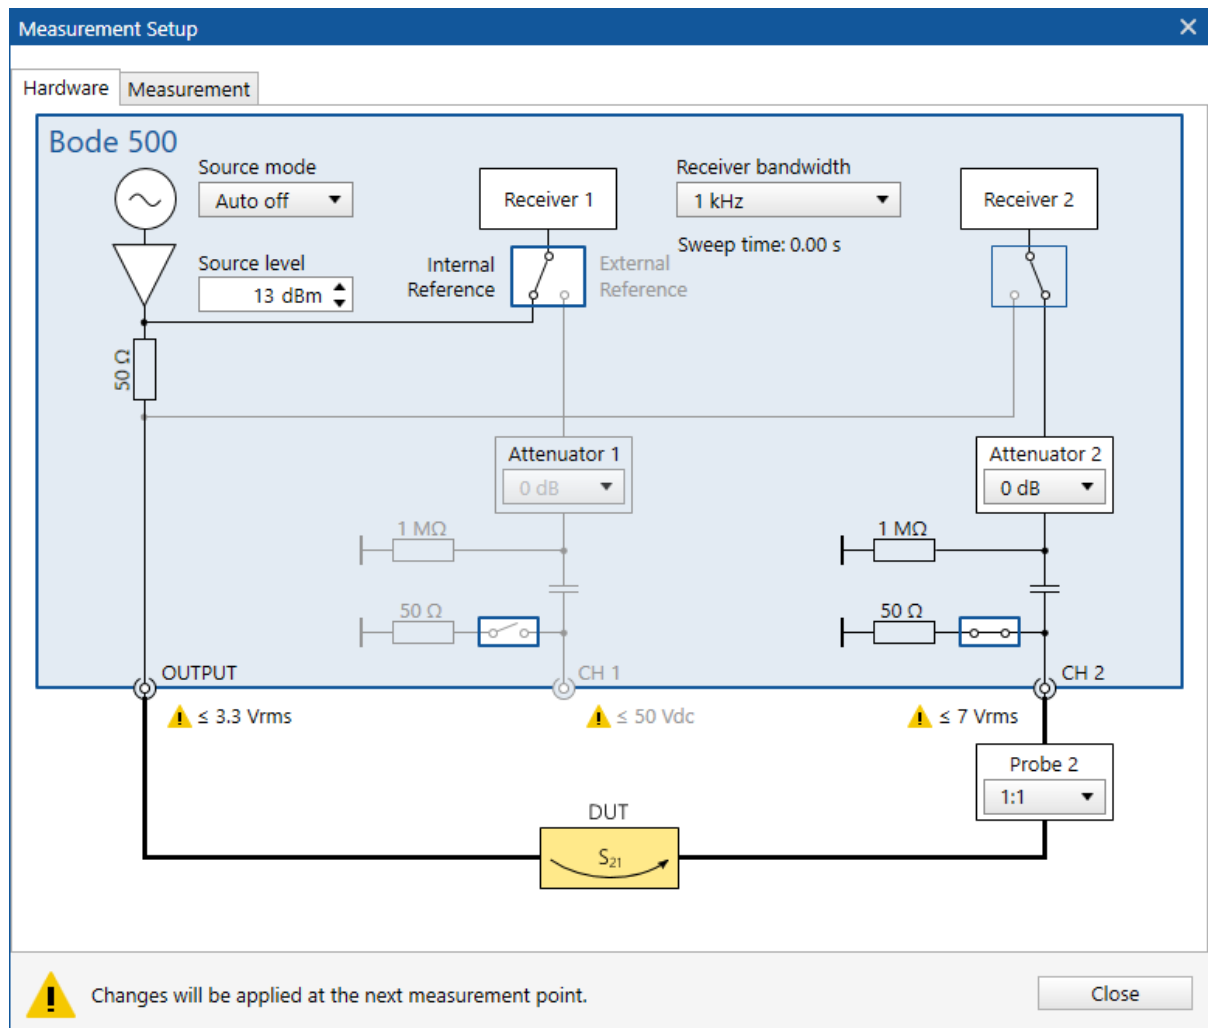 Measurement Setup
Hardware
Measurement
Bode 500
Source mode
Auto off
Receiver 1
Receiver bandwidth
1 kHz
Receiver 2
Sweep time: 0.00 s
Source level
13 dBm
Internal
Reference
External
Reference
50 Ω
Attenuator 1
0 dB
Attenuator 2
0 dB
1 MΩ
1 MΩ
50 Ω
50 Ω
OUTPUT
CH 1
CH 2
≤ 3.3 Vrms
≤ 50 Vdc
≤ 7 Vrms
Probe 2
1:1
DUT
S₂₁
Changes will be applied at the next measurement point.
Close